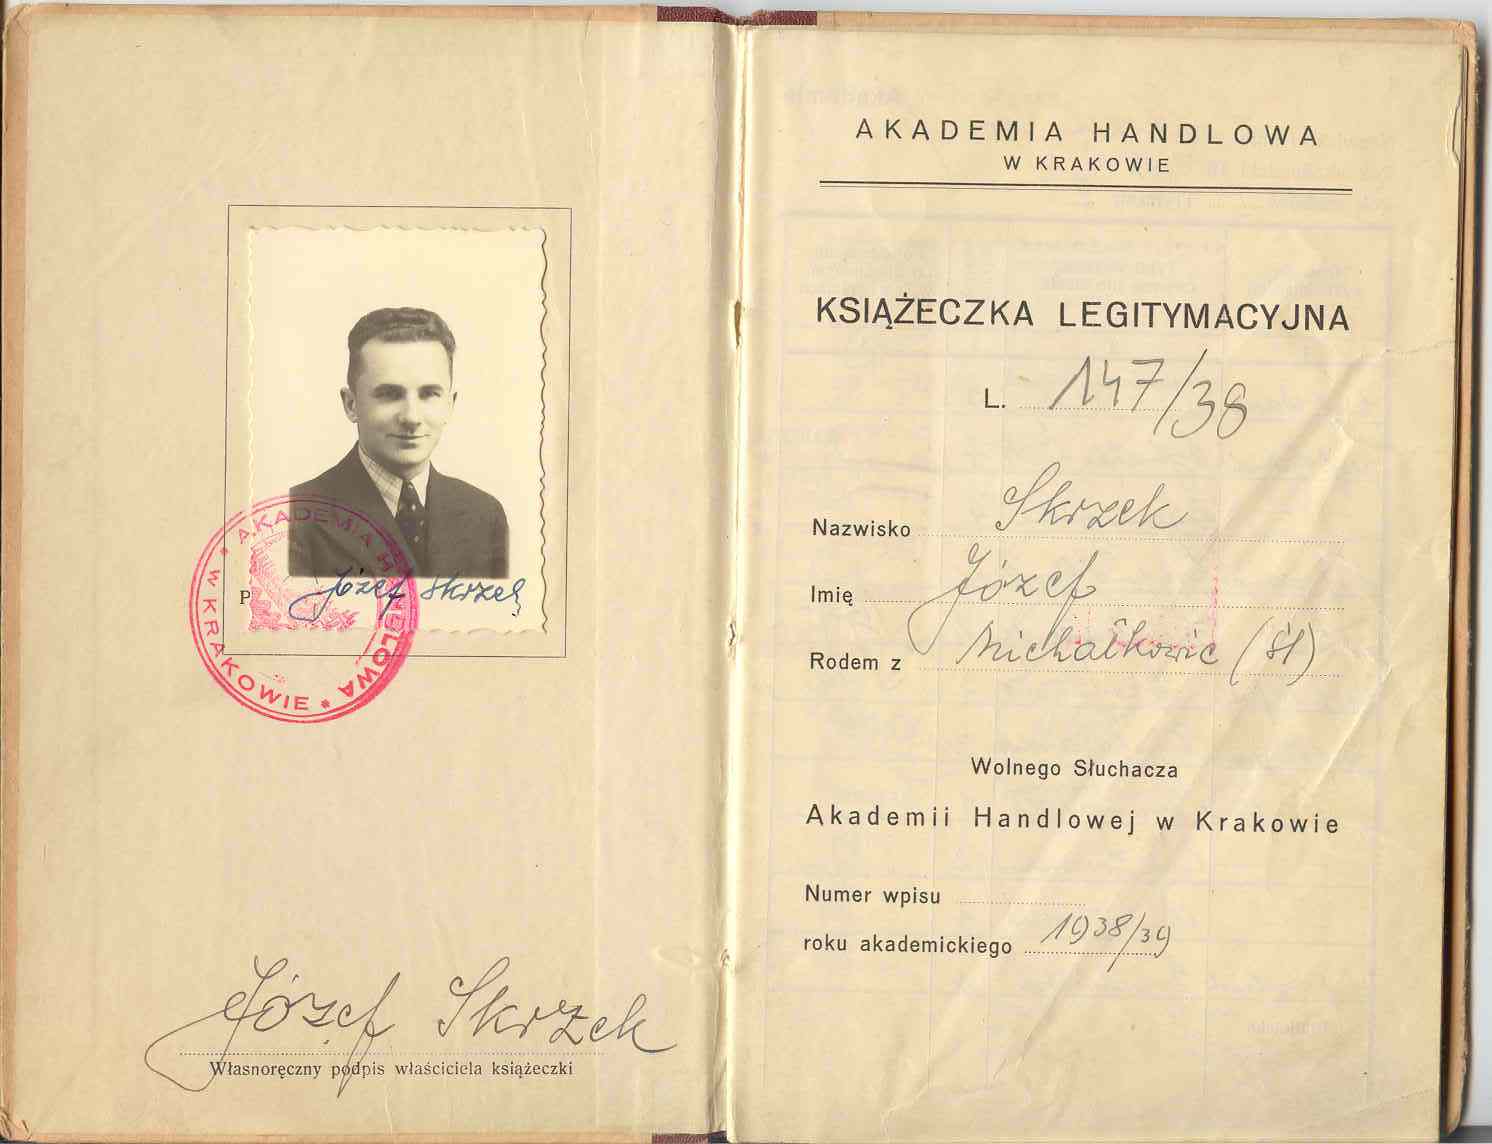 AKADEMIA HANDLOWA
* W KRAKOWIE *
P
Józef Skrzek
Józef Skrzek
Własnoręczny podpis właściciela książeczki
AKADEMIA HANDLOWA
W KRAKOWIE
KSIĄŻECZKA LEGITYMACYJNA
L. 147/38
Nazwisko Skrzek
Imię Józef
Rodem z Michałkowic (Śl)
Wolnego Słuchacza
Akademii Handlowej w Krakowie
Numer wpisu
roku akademickiego 1938/39